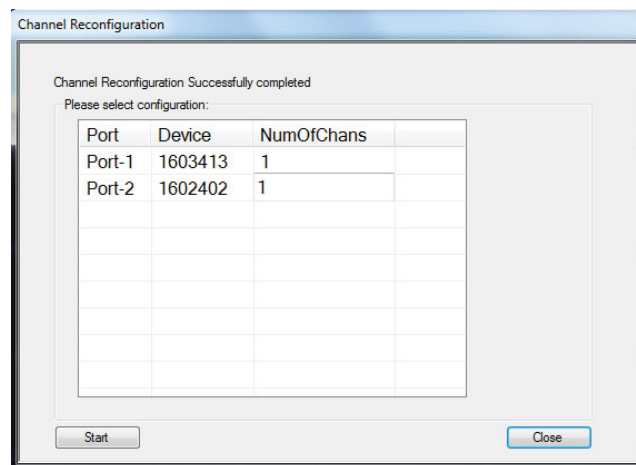 Channel Reconfiguration
Channel Reconfiguration Successfully completed
Please select configuration:
Port Device NumOfChans
Port-1 1603413 1
Port-2 1602402 1
Start Close